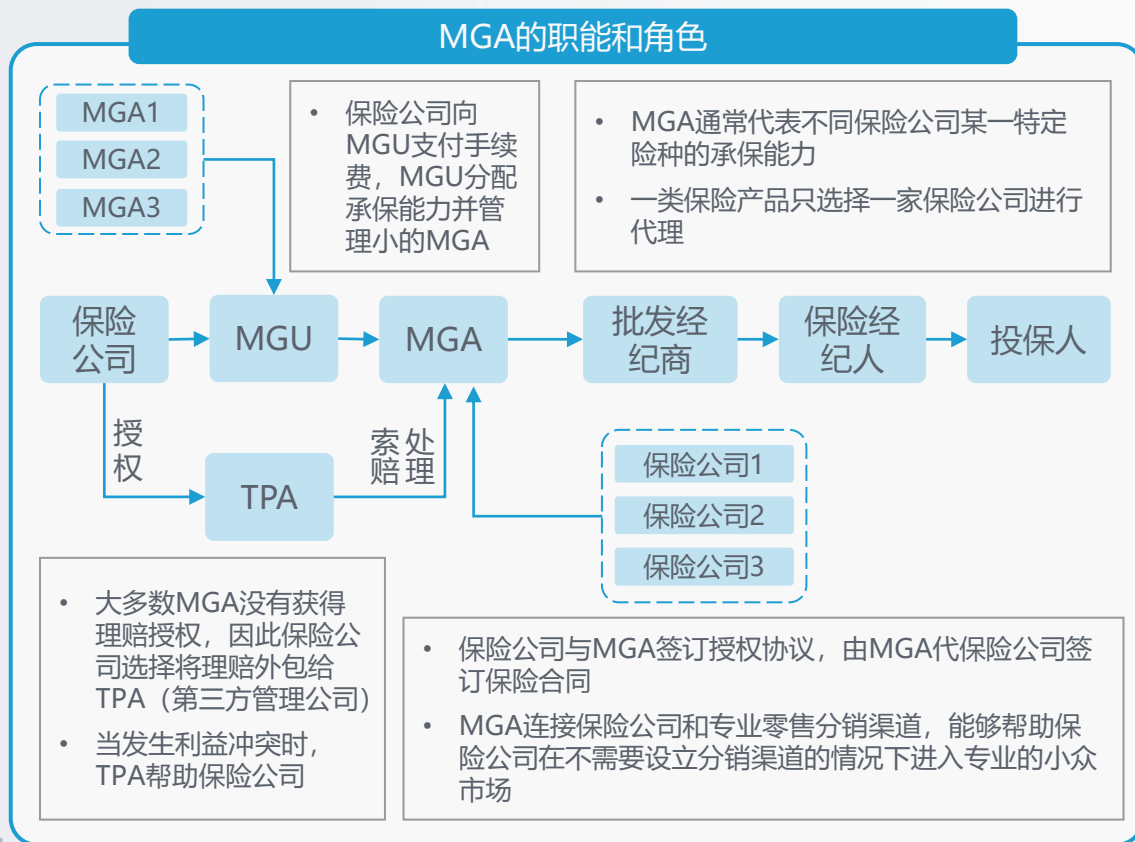 MGA的职能和角色
MGA1
MGA2
MGA3
• 保险公司向
MGU支付手续
费，MGU分配
承保能力并管
理小的MGA
• MGA通常代表不同保险公司某一特定
险种的承保能力
• 一类保险产品只选择一家保险公司进行
代理
保险
公司
MGU
MGA
批发经
纪商
保险经
纪人
投保人
授
权
索处
赔理
TPA
保险公司1
保险公司2
保险公司3
• 大多数MGA没有获得
理赔授权，因此保险公
司选择将理赔外包给
TPA（第三方管理公司）
• 当发生利益冲突时，
TPA帮助保险公司
• 保险公司与MGA签订授权协议，由MGA代保险公司签
订保险合同
• MGA连接保险公司和专业零售分销渠道，能够帮助保
险公司在不需要设立分销渠道的情况下进入专业的小众
市场